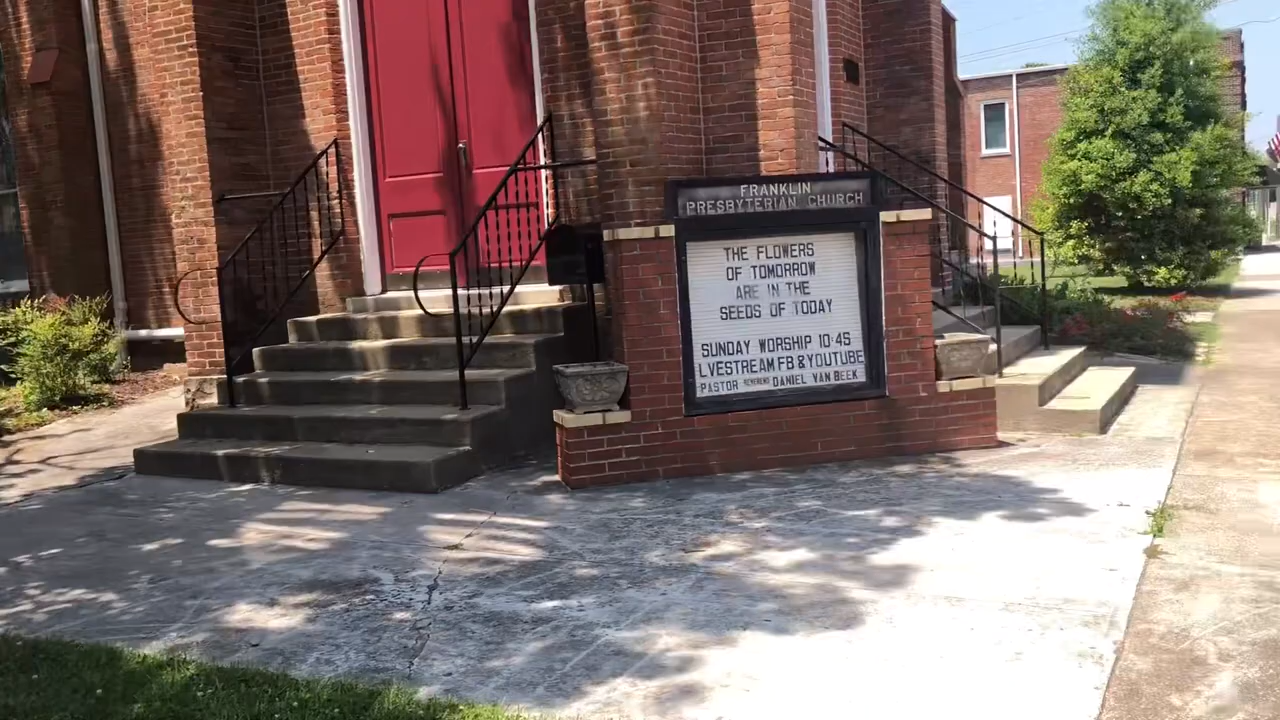 FRANKLIN
PRESBYTERIAN CHURCH
THE FLOWERS
OF TOMORROW
ARE IN THE
SEEDS OF TODAY
SUNDAY WORSHIP 10:45
LVESTREAM FB & YOUTUBE
PASTOR REVEREND DANIEL VAN BEEK